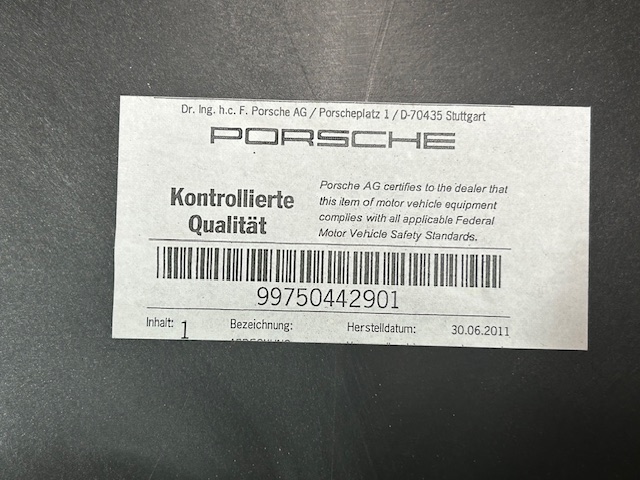 Dr. Ing. h.c. F. Porsche AG / Porscheplatz 1 / D-70435 Stuttgart
PORSCHE
Kontrollierte
Qualität
Porsche AG certifies to the dealer that
this item of motor vehicle equipment
complies with all applicable Federal
Motor Vehicle Safety Standards.
99750442901
Inhalt: 1 Bezeichnung: Herstelldatum: 30.06.2011